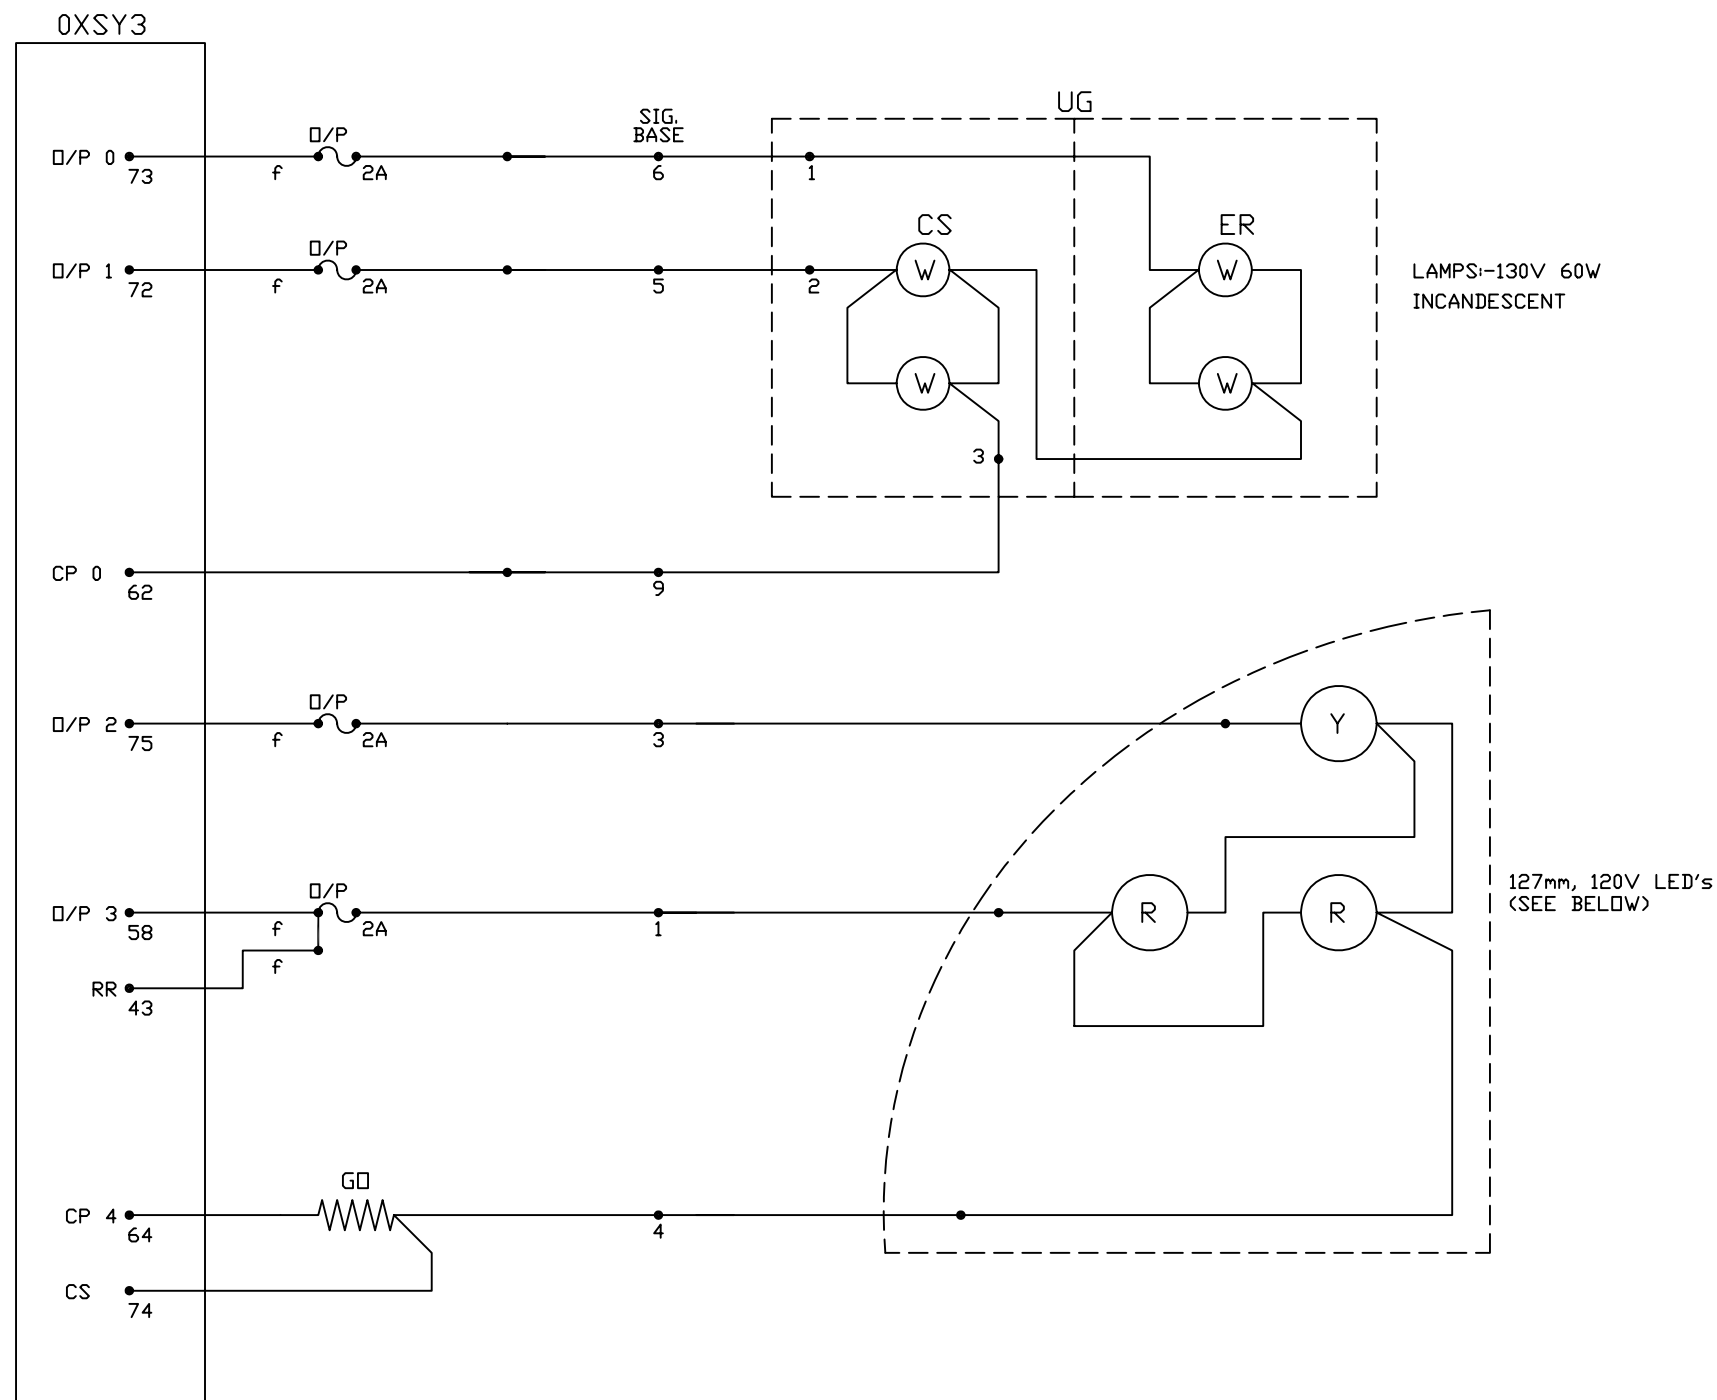 0XSY3
UG
SIG.
BASE
O/P 0
73
f
O/P
2A
6
1
CS
ER
O/P 1
72
f
O/P
2A
5
2
W
W
LAMPS:-130V 60W
INCANDESCENT
W
W
3
CP 0
62
9
O/P 2
75
f
O/P
2A
3
Y
O/P 3
58
f
O/P
2A
1
R
R
127mm, 120V LED's
(SEE BELOW)
f
RR
43
GO
CP 4
64
4
CS
74